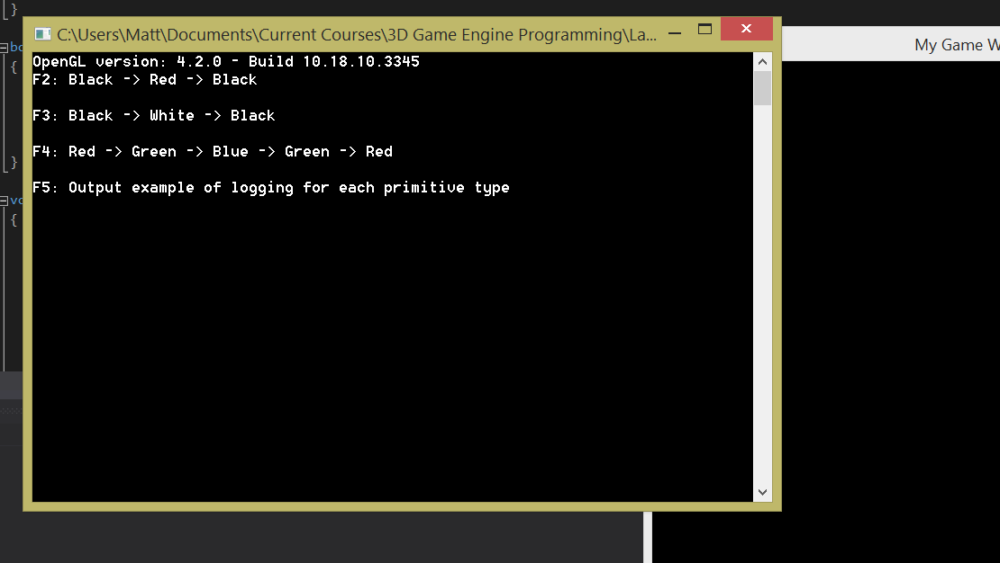 C:\Users\Matt\Documents\Current Courses\3D Game Engine Programming\La...
My Game W
OpenGL version: 4.2.0 - Build 10.18.10.3345
F2: Black -> Red -> Black
F3: Black -> White -> Black
F4: Red -> Green -> Blue -> Green -> Red
F5: Output example of logging for each primitive type
}
bo
{
}
vo
{